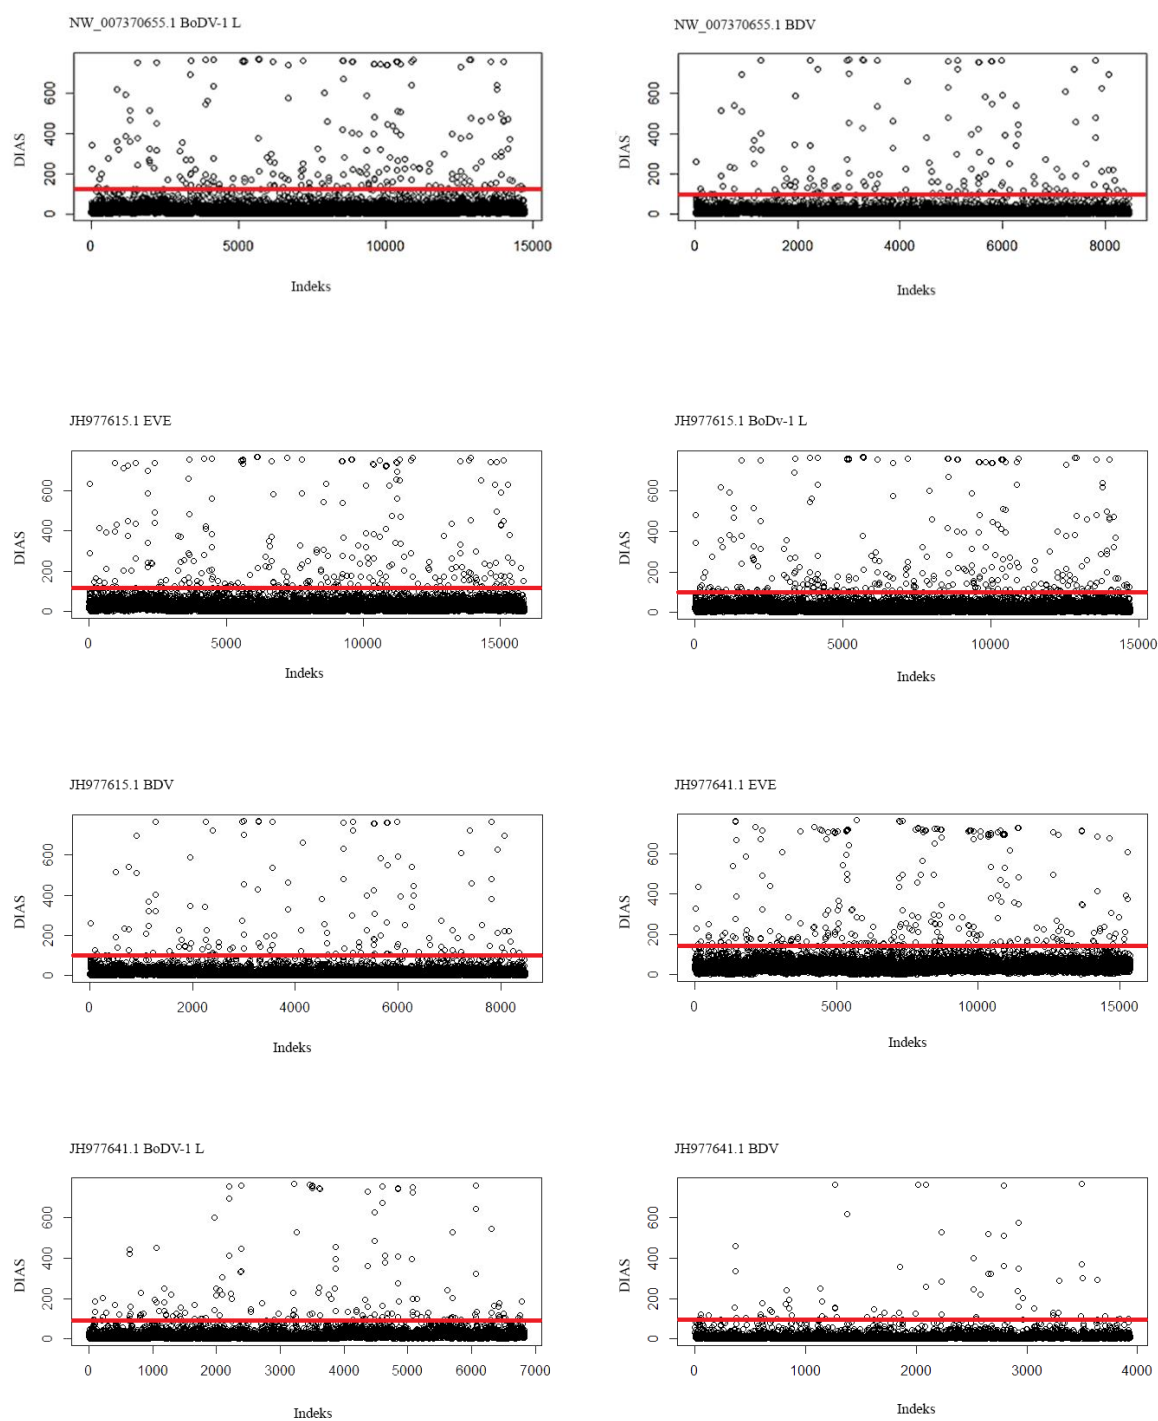 NW_007370655.1 BoDV-1 L
DIAS
600
400
200
0
0 5000 10000 15000
Indeks
NW_007370655.1 BDV
DIAS
600
400
200
0
0 2000 4000 6000 8000
Indeks
JH977615.1 EVE
DIAS
600
400
200
0
0 5000 10000 15000
Indeks
JH977615.1 BoDv-1 L
DIAS
600
400
200
0
0 5000 10000 15000
Indeks
JH977615.1 BDV
DIAS
600
400
200
0
0 2000 4000 6000 8000
Indeks
JH977641.1 EVE
DIAS
600
400
200
0
0 5000 10000 15000
Indeks
JH977641.1 BoDV-1 L
DIAS
600
400
200
0
0 1000 2000 3000 4000 5000 6000 7000
Indeks
JH977641.1 BDV
DIAS
600
400
200
0
0 1000 2000 3000 4000
Indeks